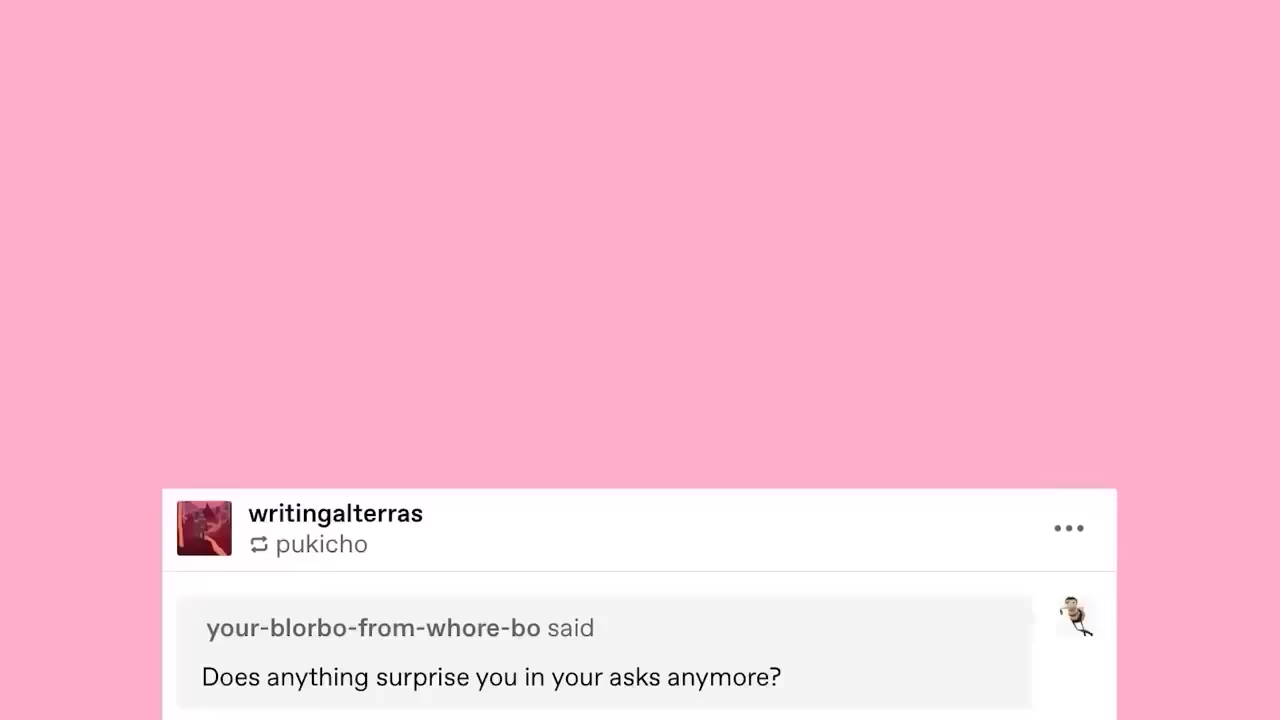 writingalterras
pukicho
your-blorbo-from-whore-bo said
Does anything surprise you in your asks anymore?